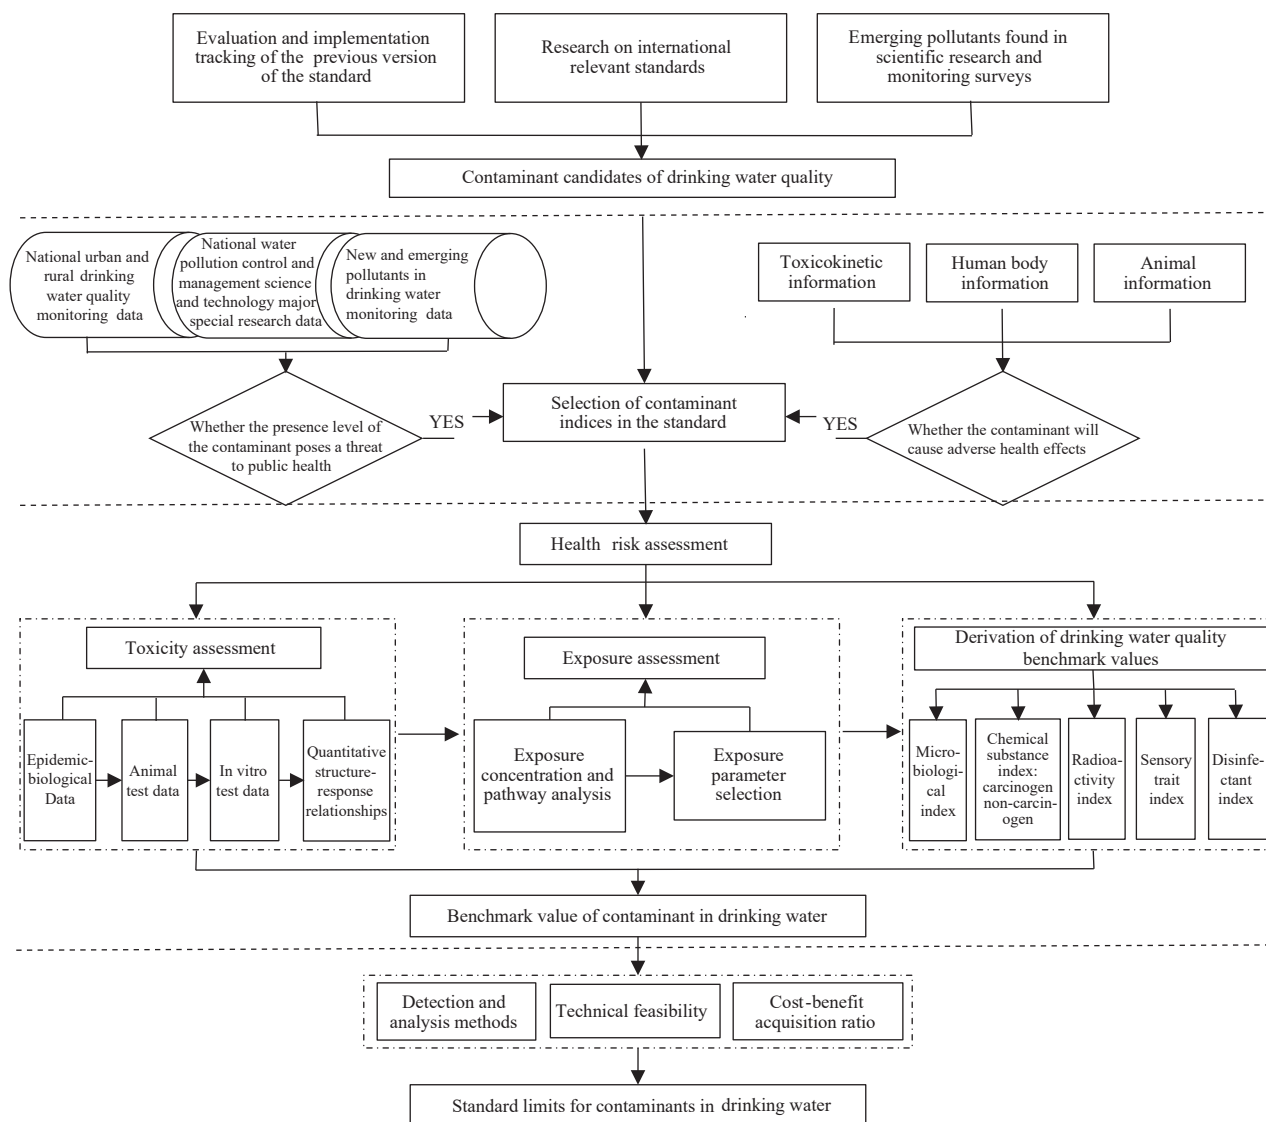 Evaluation and implementation
tracking of the previous version
of the standard
Research on international
relevant standards
Emerging pollutants found in
scientific research and
monitoring surveys
Contaminant candidates of drinking water quality
National urban and
rural drinking
water quality
monitoring data
National water
pollution control and
management science
and technology major
special research data
New and emerging
pollutants in
drinking water
monitoring data
Toxicokinetic
information
Human body
information
Animal
information
Whether the presence level of
the contaminant poses a threat
to public health
YES
Selection of contaminant
indices in the standard
YES
Whether the contaminant will
cause adverse health effects
Health risk assessment
Toxicity assessment
Epidemic-
biological
Data
Animal
test data
In vitro
test data
Quantitative
structure-
response
relationships
Exposure assessment
Exposure
concentration and
pathway analysis
Exposure
parameter
selection
Derivation of drinking water quality
benchmark values
Micro-
biologi-
cal
index
Chemical
substance
index:
carcinogen
non-carcin-
ogen
Radioa-
ctivity
index
Sensory
trait
index
Disinfe-
ctant
index
Benchmark value of contaminant in drinking water
Detection and
analysis methods
Technical feasibility
Cost-benefit
acquisition ratio
Standard limits for contaminants in drinking water